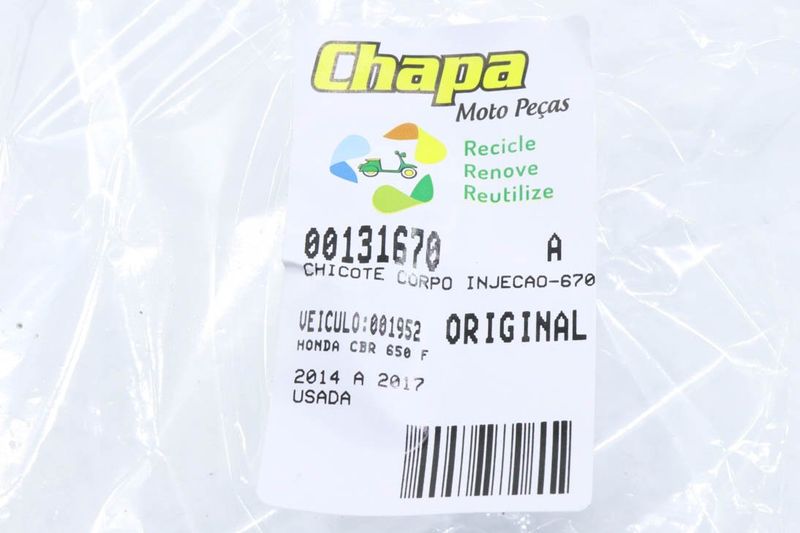 Chapa
Moto Peças
Recicle
Renove
Reutilize
00131670 A
CHICOTE CORPO INJECAO-670
VEICULO:001952 ORIGINAL
HONDA CBR 650 F
2014 A 2017
USADA